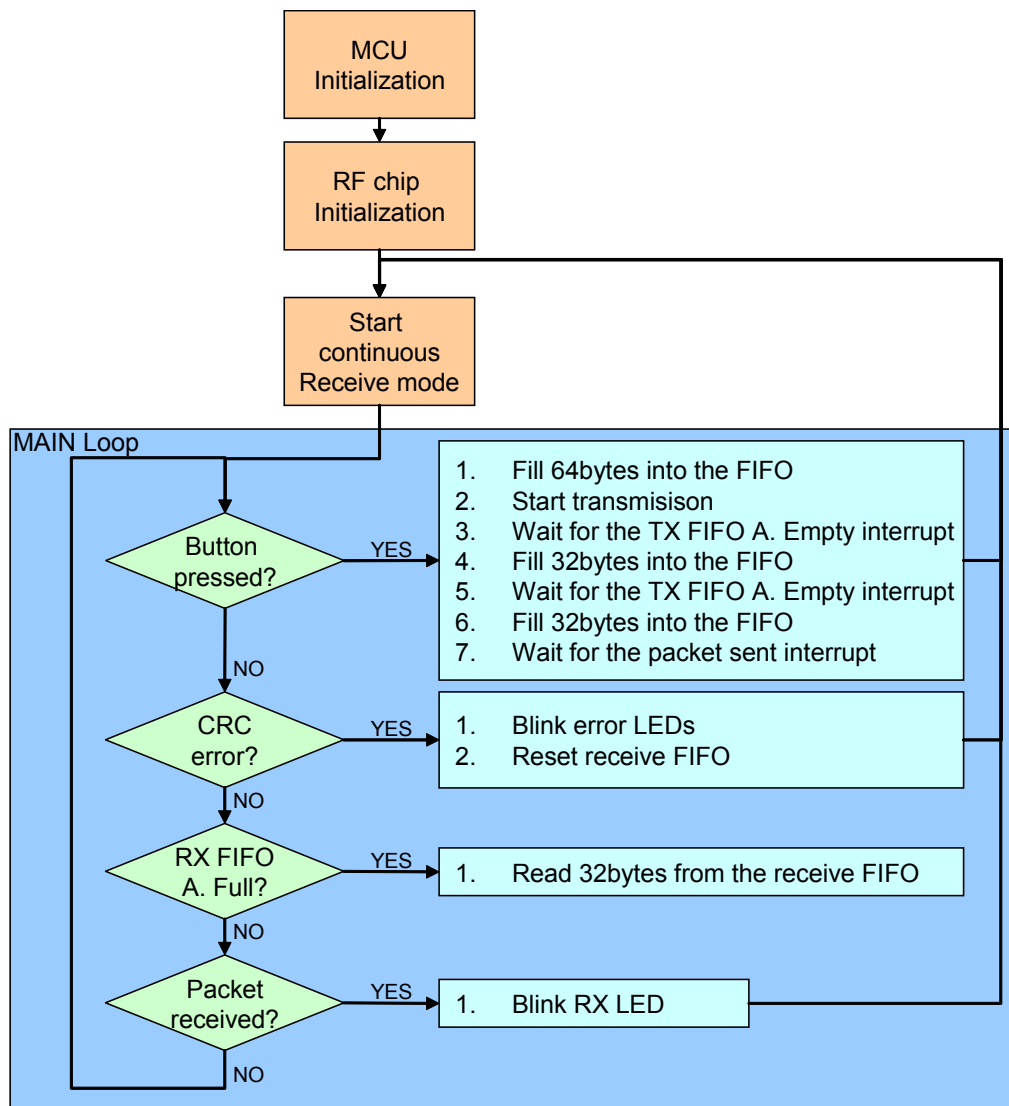 MCU
Initialization
RF chip
Initialization
Start
continuous
Receive mode
MAIN Loop
Button
pressed?
YES
1. Fill 64bytes into the FIFO
2. Start transmisison
3. Wait for the TX FIFO A. Empty interrupt
4. Fill 32bytes into the FIFO
5. Wait for the TX FIFO A. Empty interrupt
6. Fill 32bytes into the FIFO
7. Wait for the packet sent interrupt
NO
CRC
error?
YES
1. Blink error LEDs
2. Reset receive FIFO
NO
RX FIFO
A. Full?
YES
1. Read 32bytes from the receive FIFO
NO
Packet
received?
YES
1. Blink RX LED
NO